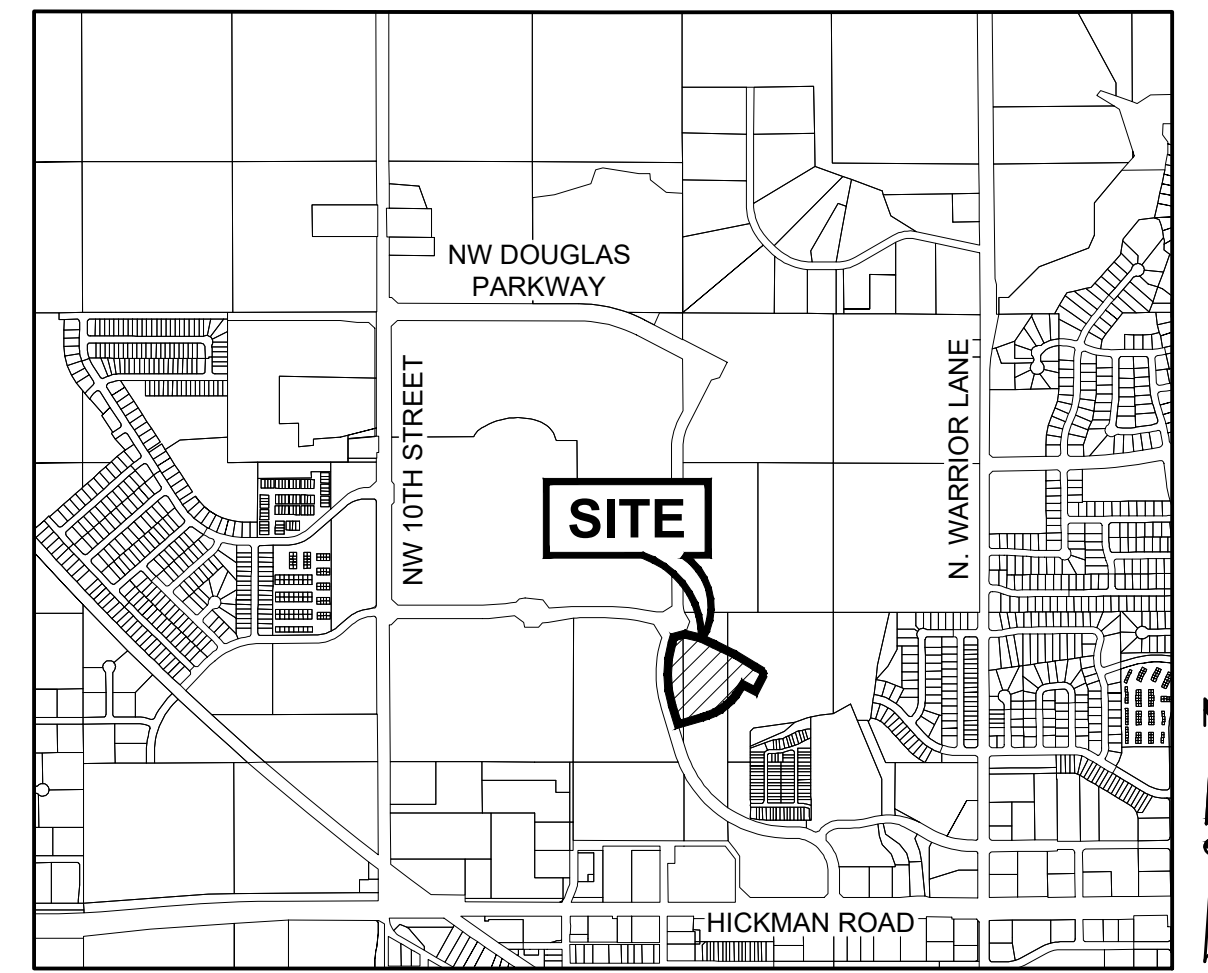 NW DOUGLAS
PARKWAY
NW 10TH STREET
N. WARRIOR LANE
SITE
HICKMAN ROAD